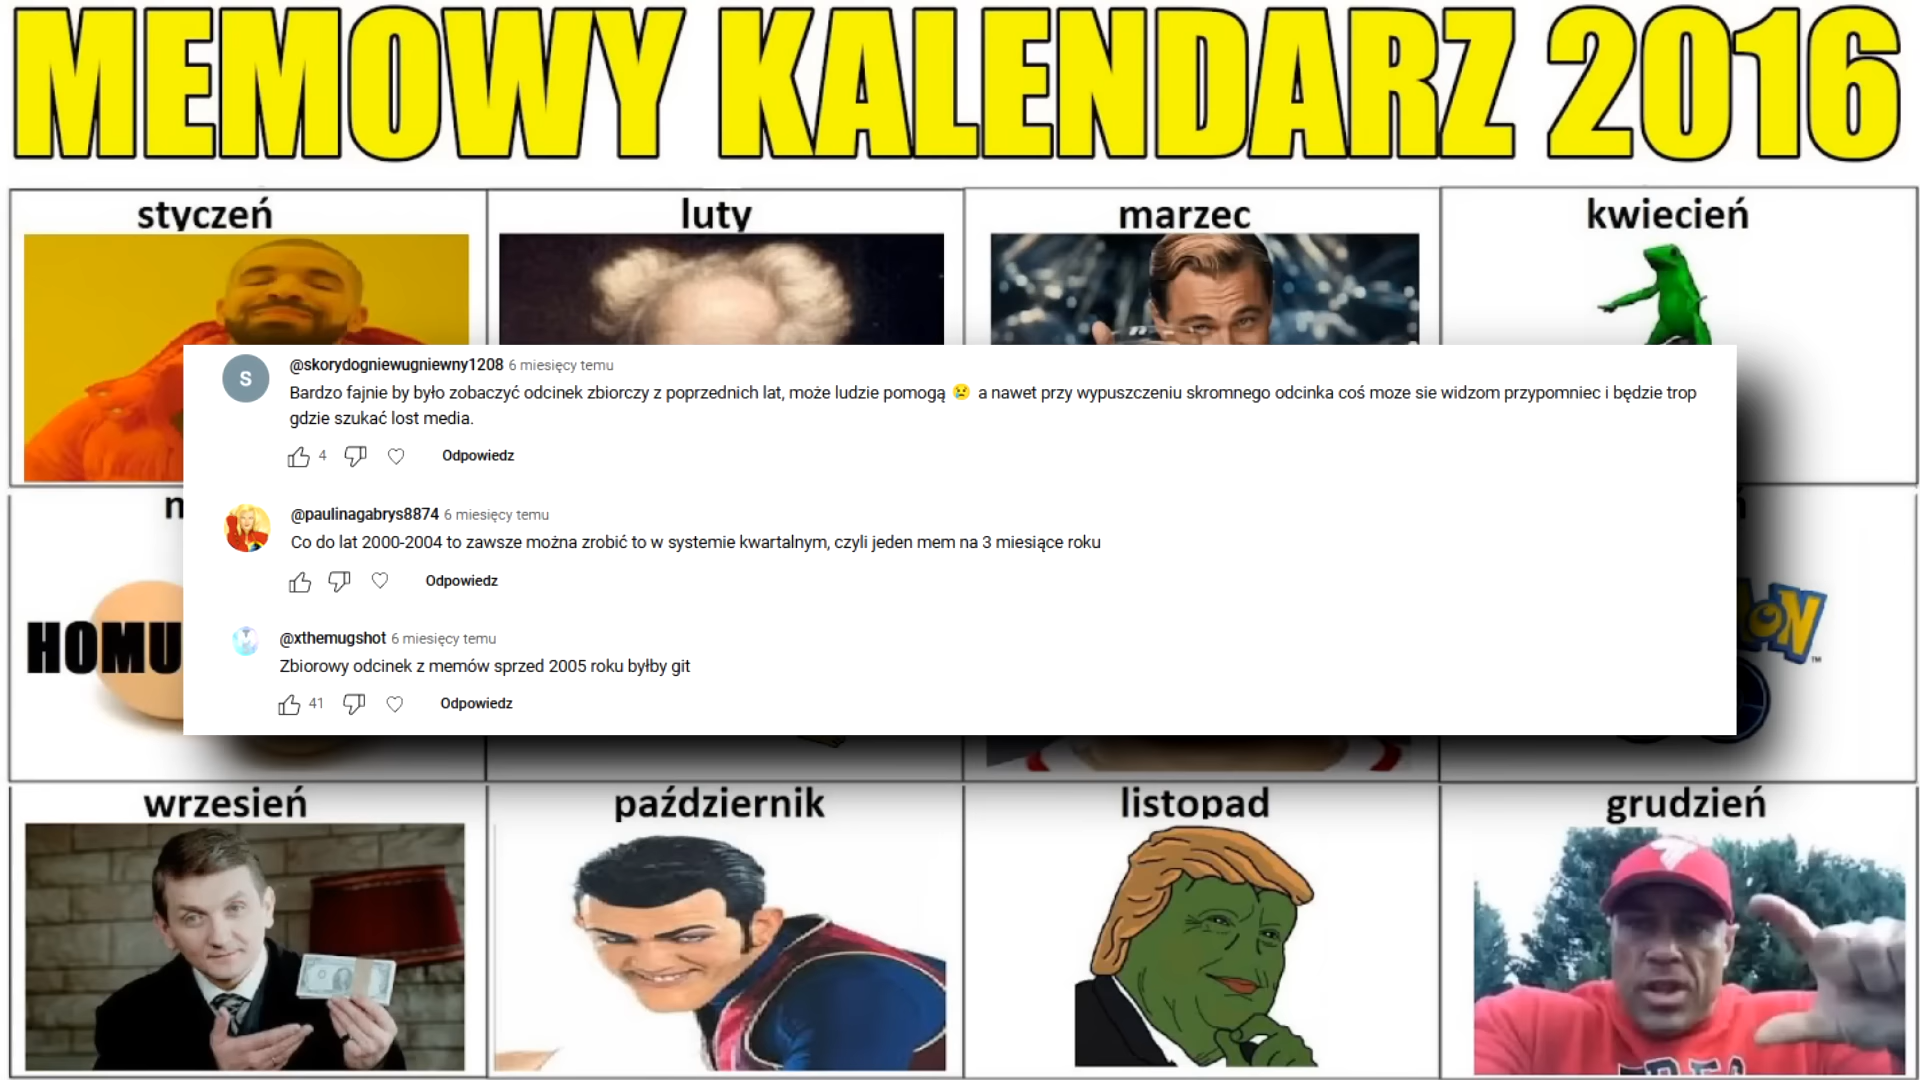 MEMOWY KALENDARZ 2016
styczeń
luty
marzec
kwiecień
@skorydogniewugniewny1208 6 miesięcy temu
S
Bardzo fajnie by było zobaczyć odcinek zbiorczy z poprzednich lat, może ludzie pomogą 😢 a nawet przy wypuszczeniu skromnego odcinka coś moze sie widzom przypomniec i będzie trop
gdzie szukać lost media.
4
Odpowiedz
@paulinagabrys8874 6 miesięcy temu
Co do lat 2000-2004 to zawsze można zrobić to w systemie kwartalnym, czyli jeden mem na 3 miesiące roku
Odpowiedz
HOMU
@xthemugshot 6 miesięcy temu
Zbiorowy odcinek z memów sprzed 2005 roku byłby git
41
Odpowiedz
wrzesień
październik
listopad
grudzień